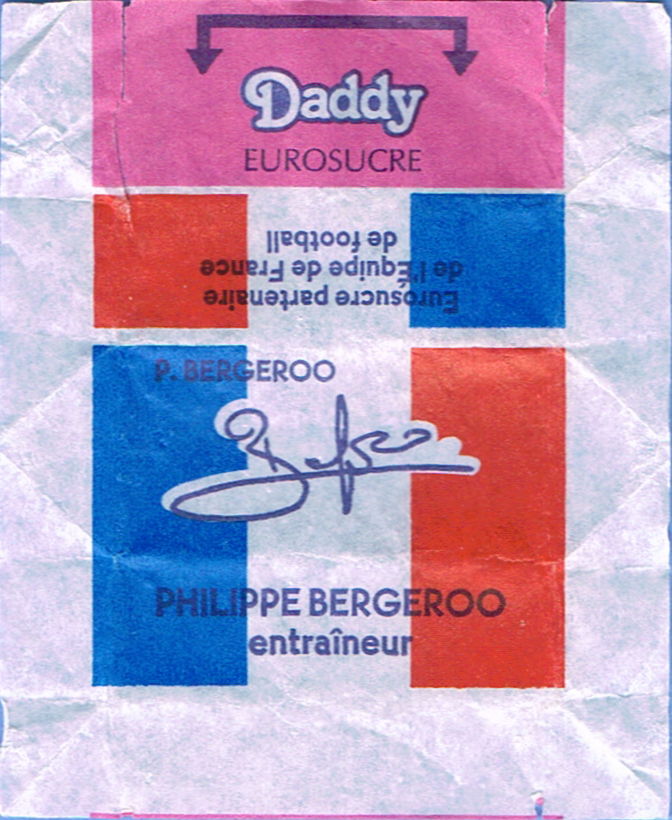 Daddy
EUROSUCRE
Eurosucre partenaire
de l'Équipe de France
de football
P. BERGEROO
PHILIPPE BERGEROO
entraîneur